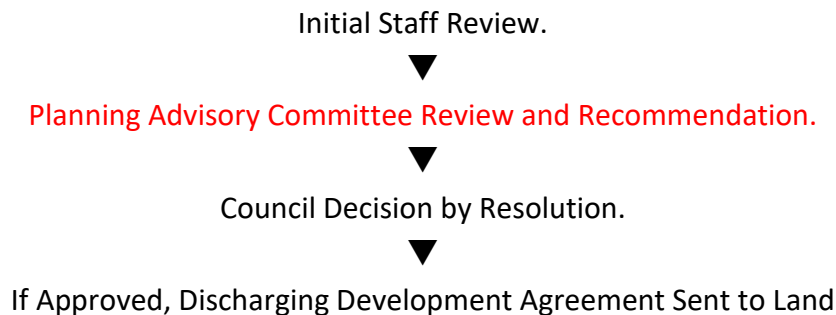 Initial Staff Review.
Planning Advisory Committee Review and Recommendation.
Council Decision by Resolution.
If Approved, Discharging Development Agreement Sent to Land